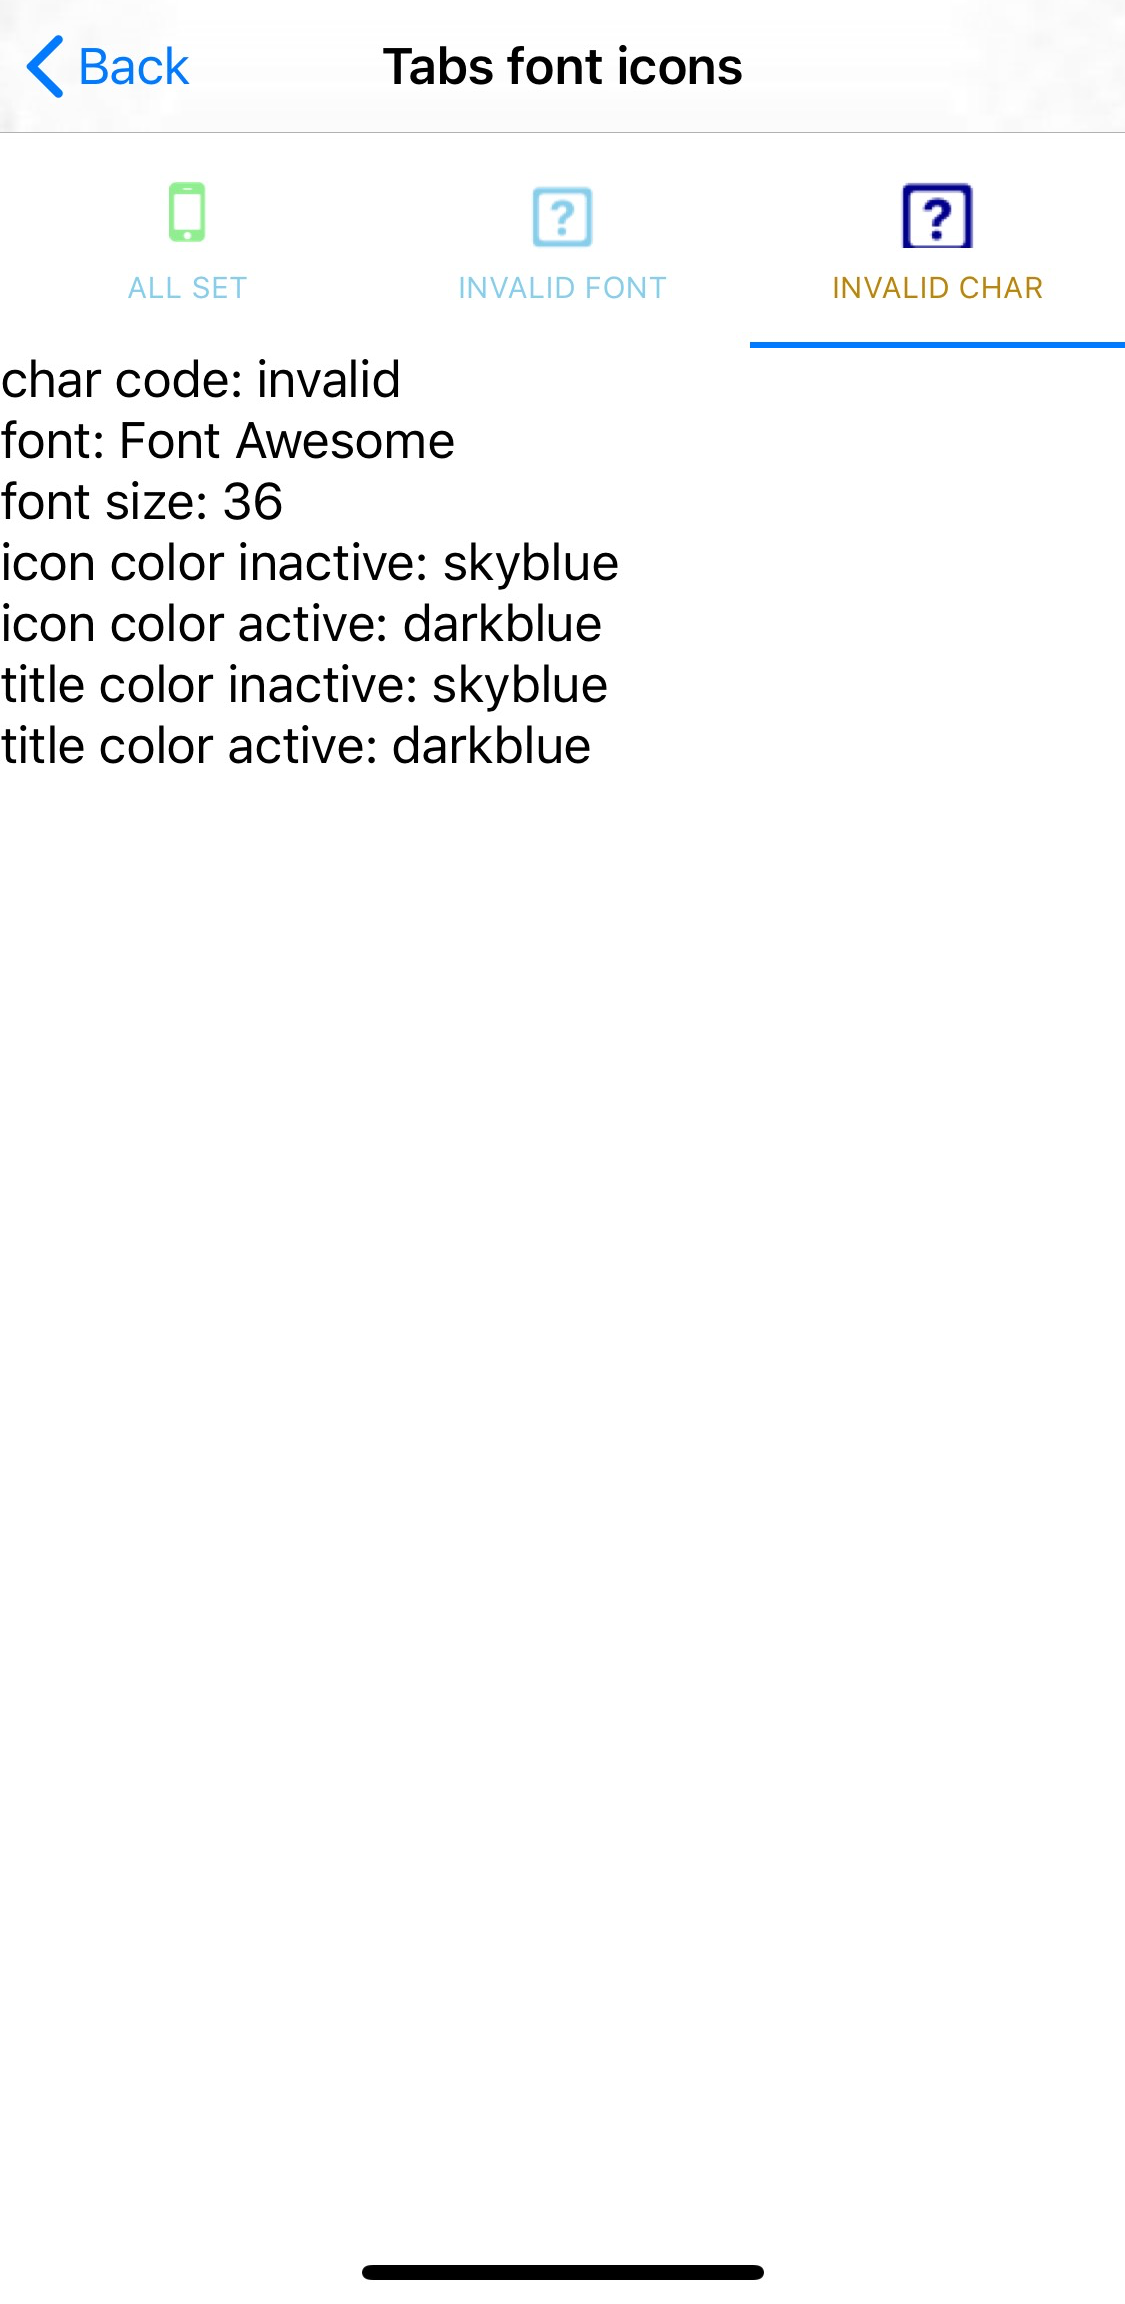 Back Tabs font icons
? ?
ALL SET INVALID FONT INVALID CHAR
char code: invalid
font: Font Awesome
font size: 36
icon color inactive: skyblue
icon color active: darkblue
title color inactive: skyblue
title color active: darkblue